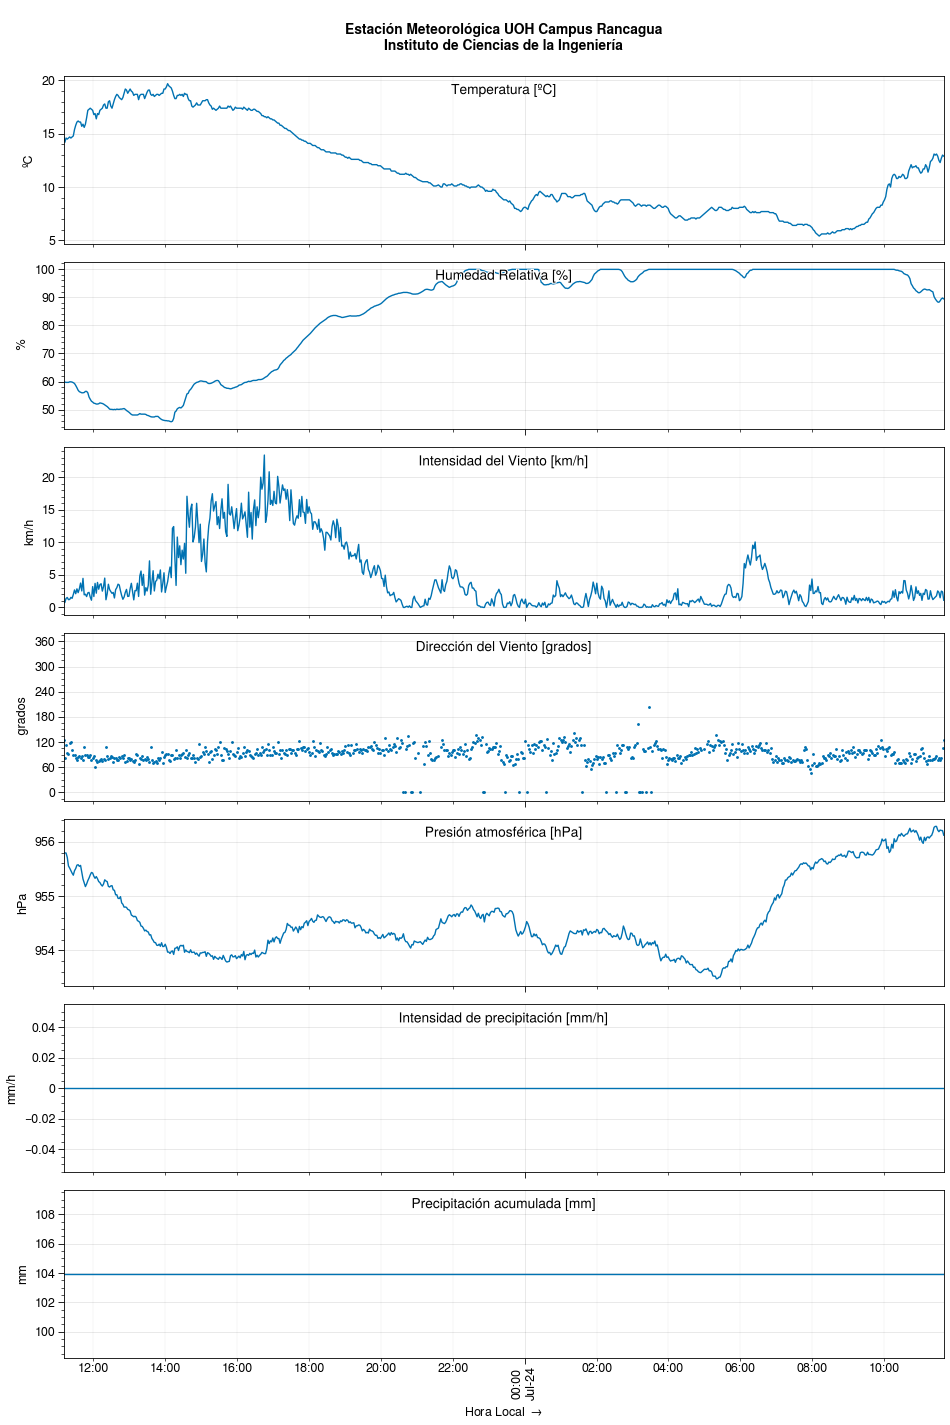 Estación Meteorológica UOH Campus Rancagua
Instituto de Ciencias de la Ingeniería
Temperatura [ºC]
20
15
10
5
ºC
Humedad Relativa [%]
100
90
80
70
60
50
%
Intensidad del Viento [km/h]
20
15
10
5
0
km/h
Dirección del Viento [grados]
360
300
240
180
120
60
0
grados
Presión atmosférica [hPa]
956
955
954
hPa
Intensidad de precipitación [mm/h]
0.04
0.02
0
−0.02
−0.04
mm/h
Precipitación acumulada [mm]
108
106
104
102
100
mm
12:00 14:00 16:00 18:00 20:00 22:00 00:00 02:00 04:00 06:00 08:00 10:00
Jul-24
Hora Local →